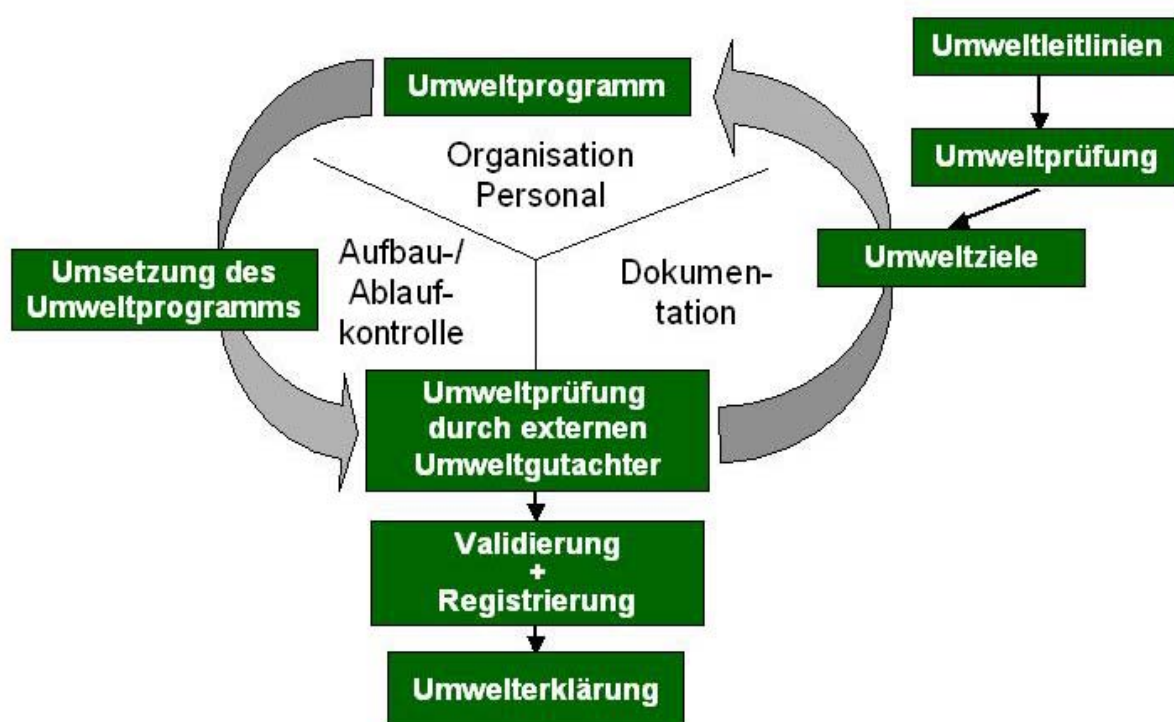 Umweltleitlinien
Umweltprüfung
Umweltziele
Umweltprogramm
Organisation
Personal
Aufbau-/
Ablauf-
kontrolle
Dokumen-
tation
Umsetzung des
Umweltprogramms
Umweltprüfung
durch externen
Umweltgutachter
Validierung
+
Registrierung
Umwelterklärung